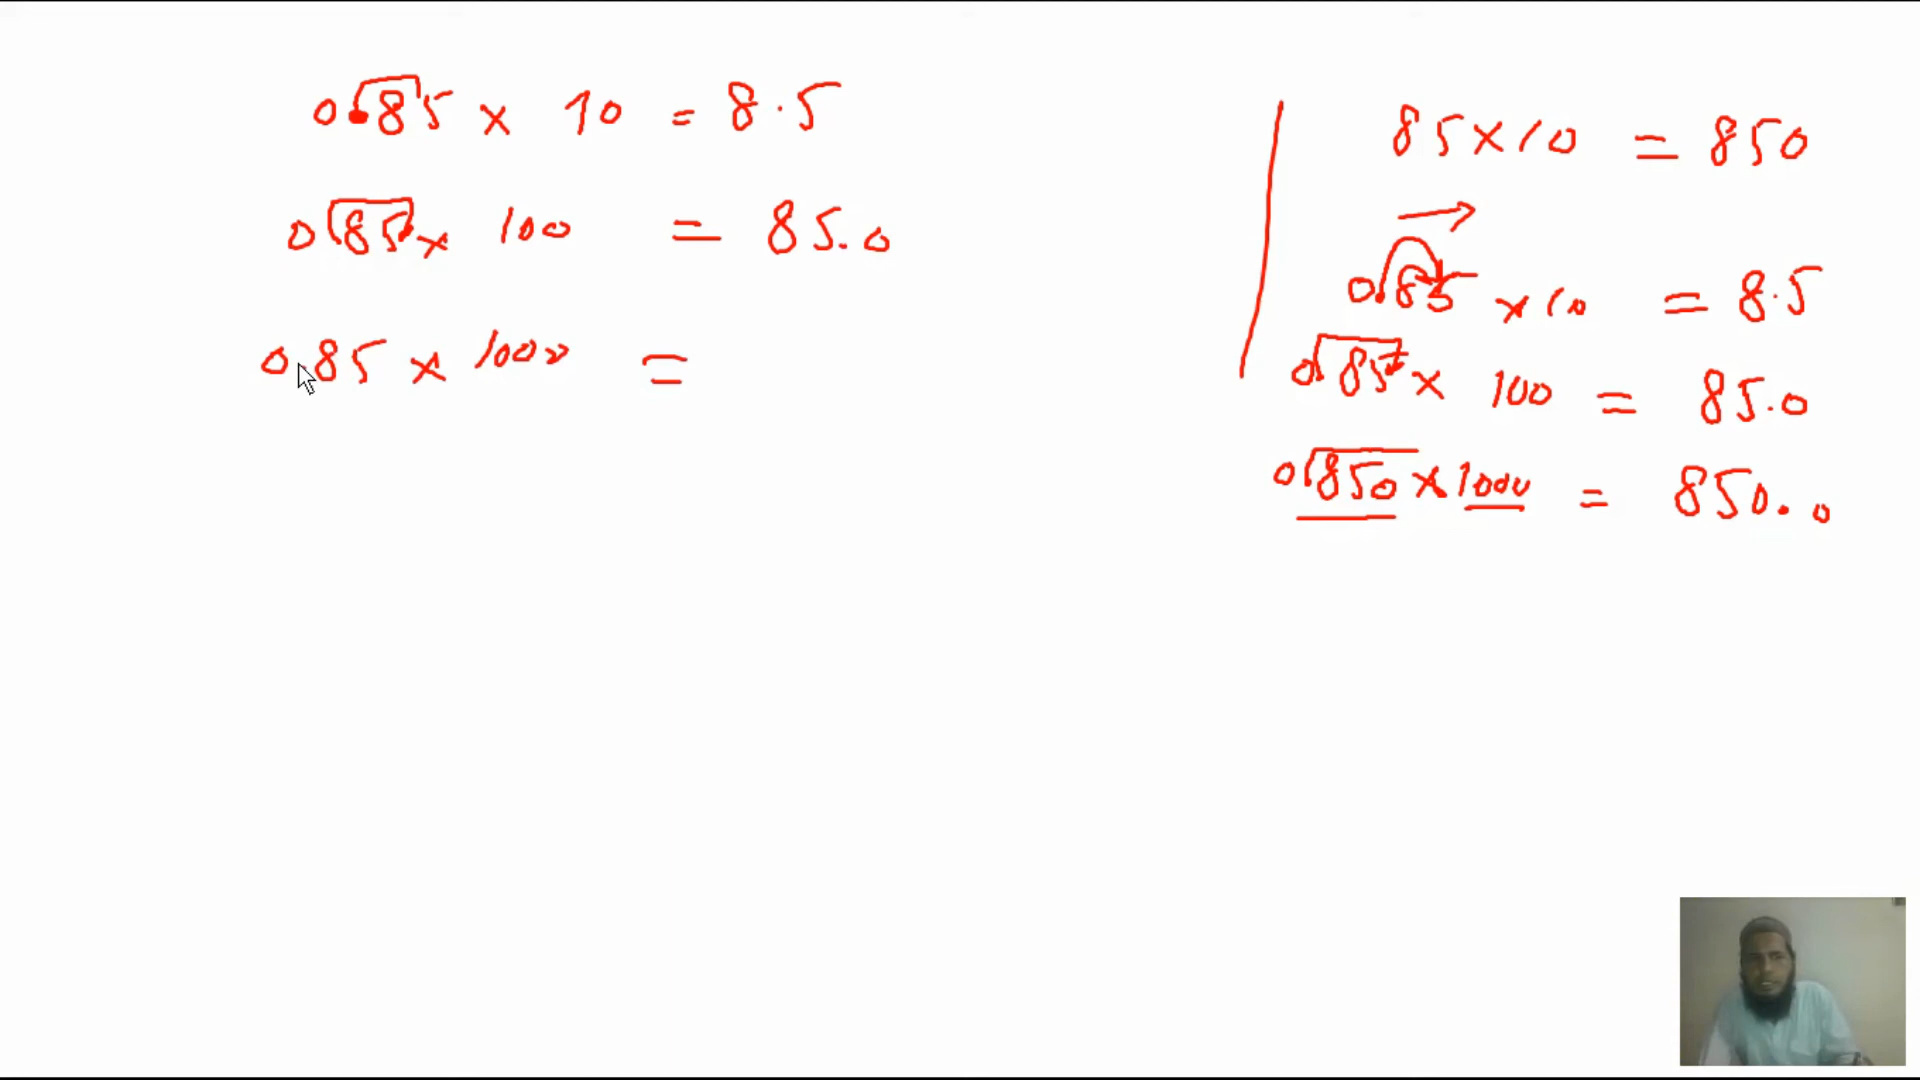 0.85 × 10 = 8.5
0.85 × 100 = 85.0
0.85 × 1000 =
85 × 10 = 850
0.85 × 10 = 8.5
0.85 × 100 = 85.0
0.850 × 1000 = 850.0